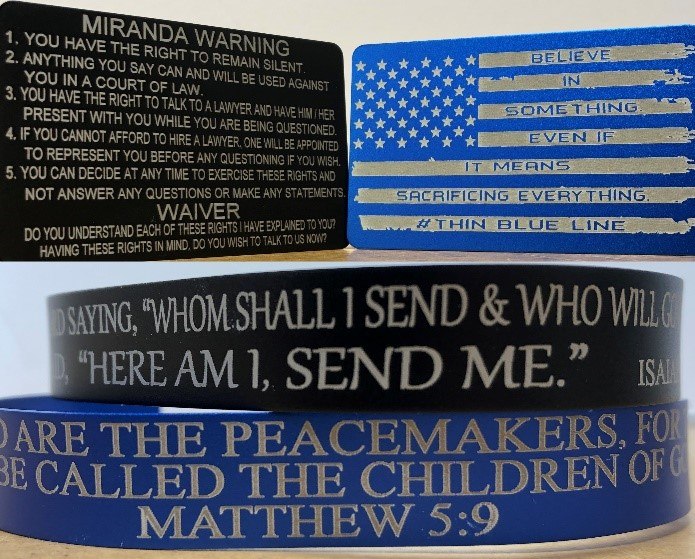 MIRANDA WARNING
1. YOU HAVE THE RIGHT TO REMAIN SILENT.
2. ANYTHING YOU SAY CAN AND WILL BE USED AGAINST
YOU IN A COURT OF LAW.
3. YOU HAVE THE RIGHT TO TALK TO A LAWYER AND HAVE HIM / HER
PRESENT WITH YOU WHILE YOU ARE BEING QUESTIONED.
4. IF YOU CANNOT AFFORD TO HIRE A LAWYER, ONE WILL BE APPOINTED
TO REPRESENT YOU BEFORE ANY QUESTIONING IF YOU WISH.
5. YOU CAN DECIDE AT ANY TIME TO EXERCISE THESE RIGHTS AND
NOT ANSWER ANY QUESTIONS OR MAKE ANY STATEMENTS.
WAIVER
DO YOU UNDERSTAND EACH OF THESE RIGHTS I HAVE EXPLAINED TO YOU?
HAVING THESE RIGHTS IN MIND, DO YOU WISH TO TALK TO US NOW?
BELIEVE
IN
SOMETHING.
EVEN IF
IT MEANS
SACRIFICING EVERYTHING.
#THIN BLUE LINE
SAYING, "WHOM SHALL I SEND & WHO WILL
"HERE AM I, SEND ME."
ARE THE PEACEMAKERS, FOR
BE CALLED THE CHILDREN OF
MATTHEW 5:9